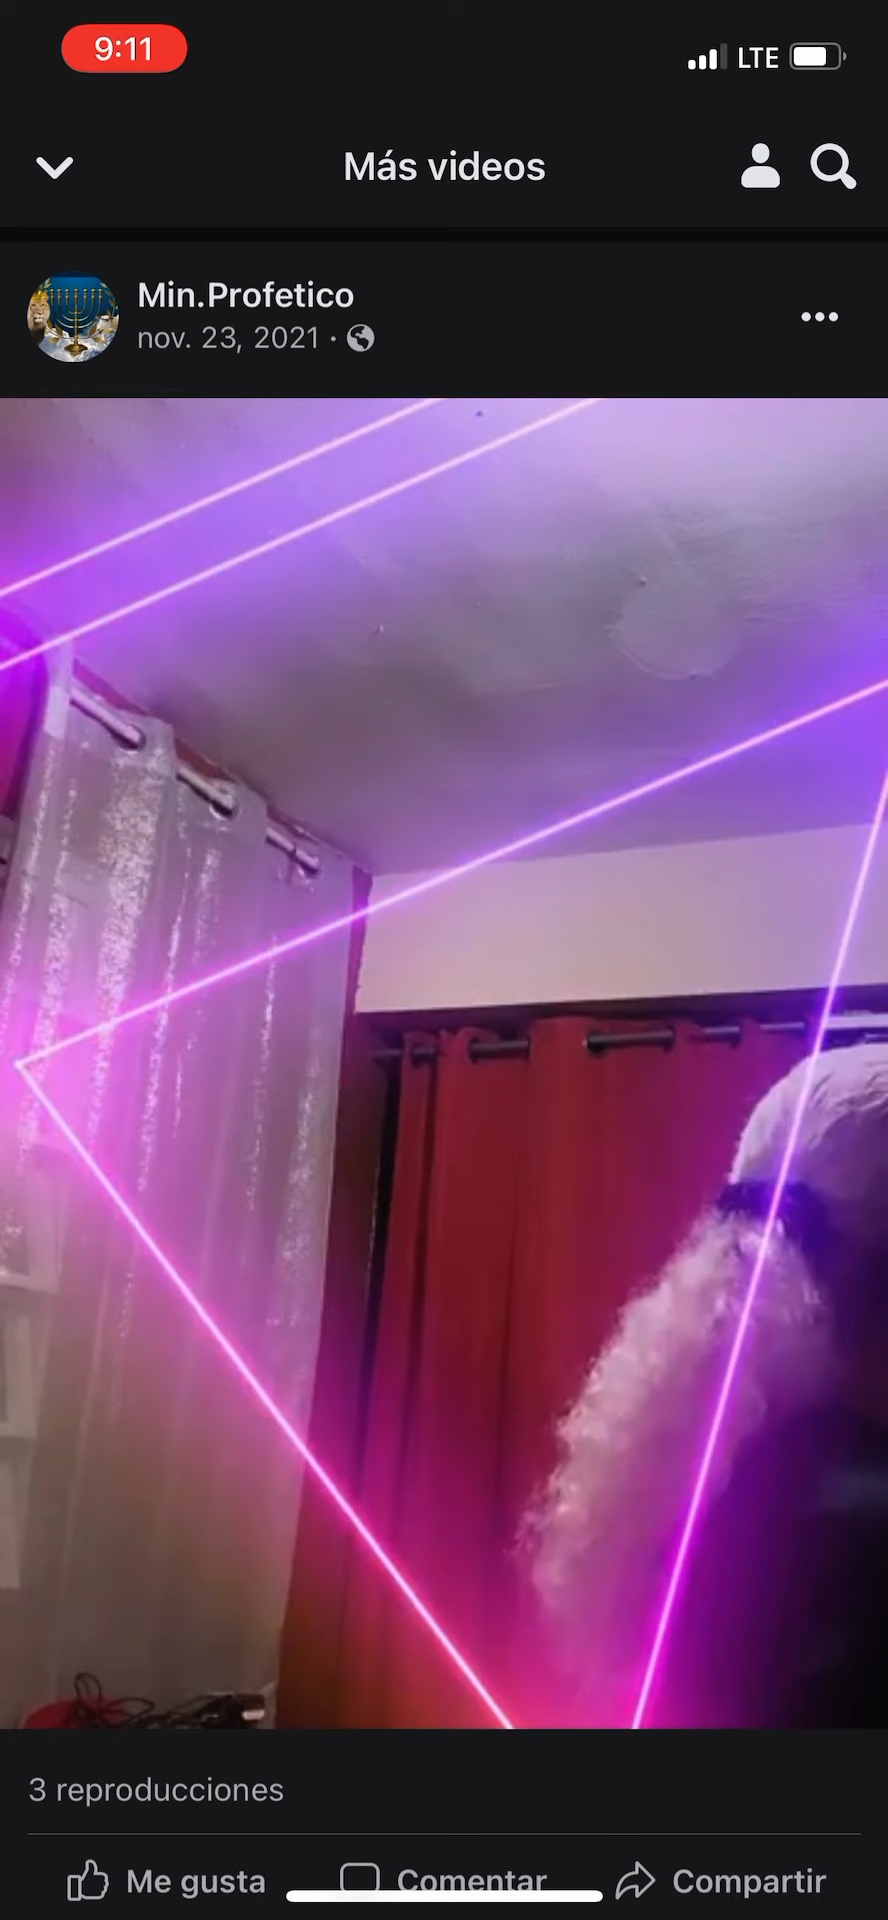 9:11
LTE
Más videos
Min.Profetico
nov. 23, 2021 ·
3 reproducciones
Me gusta
Comentar
Compartir